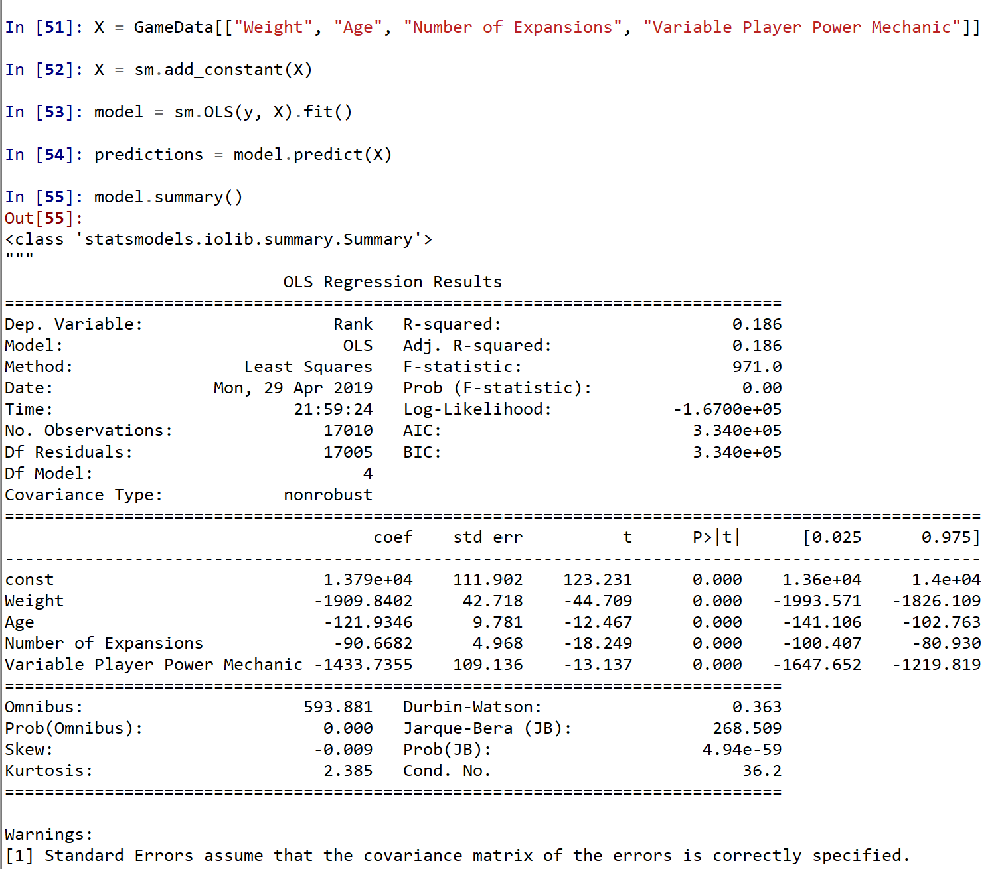 In [51]: X = GameData[["Weight", "Age", "Number of Expansions", "Variable Player Power Mechanic"]]
In [52]: X = sm.add_constant(X)
In [53]: model = sm.OLS(y, X).fit()
In [54]: predictions = model.predict(X)
In [55]: model.summary()
Out[55]:
<class 'statsmodels.iolib.summary.Summary'>
"""
                            OLS Regression Results
==============================================================================
Dep. Variable:                   Rank   R-squared:                       0.186
Model:                            OLS   Adj. R-squared:                  0.186
Method:                 Least Squares   F-statistic:                     971.0
Date:                Mon, 29 Apr 2019   Prob (F-statistic):               0.00
Time:                        21:59:24   Log-Likelihood:            -1.6700e+05
No. Observations:               17010   AIC:                         3.340e+05
Df Residuals:                   17005   BIC:                         3.340e+05
Df Model:                           4
Covariance Type:            nonrobust
==================================================================================================
                                     coef    std err          t      P>|t|      [0.025      0.975]
--------------------------------------------------------------------------------------------------
const                           1.379e+04    111.902    123.231      0.000    1.36e+04     1.4e+04
Weight                         -1909.8402     42.718    -44.709      0.000   -1993.571   -1826.109
Age                             -121.9346      9.781    -12.467      0.000    -141.106    -102.763
Number of Expansions             -90.6682      4.968    -18.249      0.000    -100.407     -80.930
Variable Player Power Mechanic -1433.7355    109.136    -13.137      0.000   -1647.652   -1219.819
==============================================================================
Omnibus:                      593.881   Durbin-Watson:                   0.363
Prob(Omnibus):                  0.000   Jarque-Bera (JB):              268.509
Skew:                          -0.009   Prob(JB):                     4.94e-59
Kurtosis:                       2.385   Cond. No.                         36.2
==============================================================================
Warnings:
[1] Standard Errors assume that the covariance matrix of the errors is correctly specified.